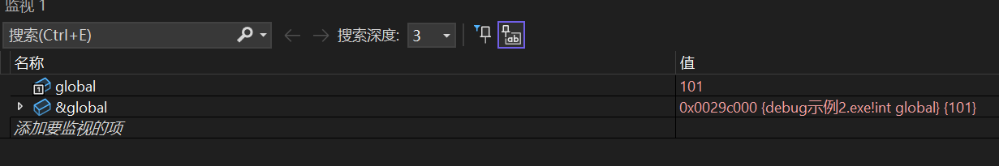 监视 1
搜索(Ctrl+E) 搜索深度: 3
名称 值
global 101
&global 0x0029c000 {debug示例2.exe!int global} {101}
添加要监视的项